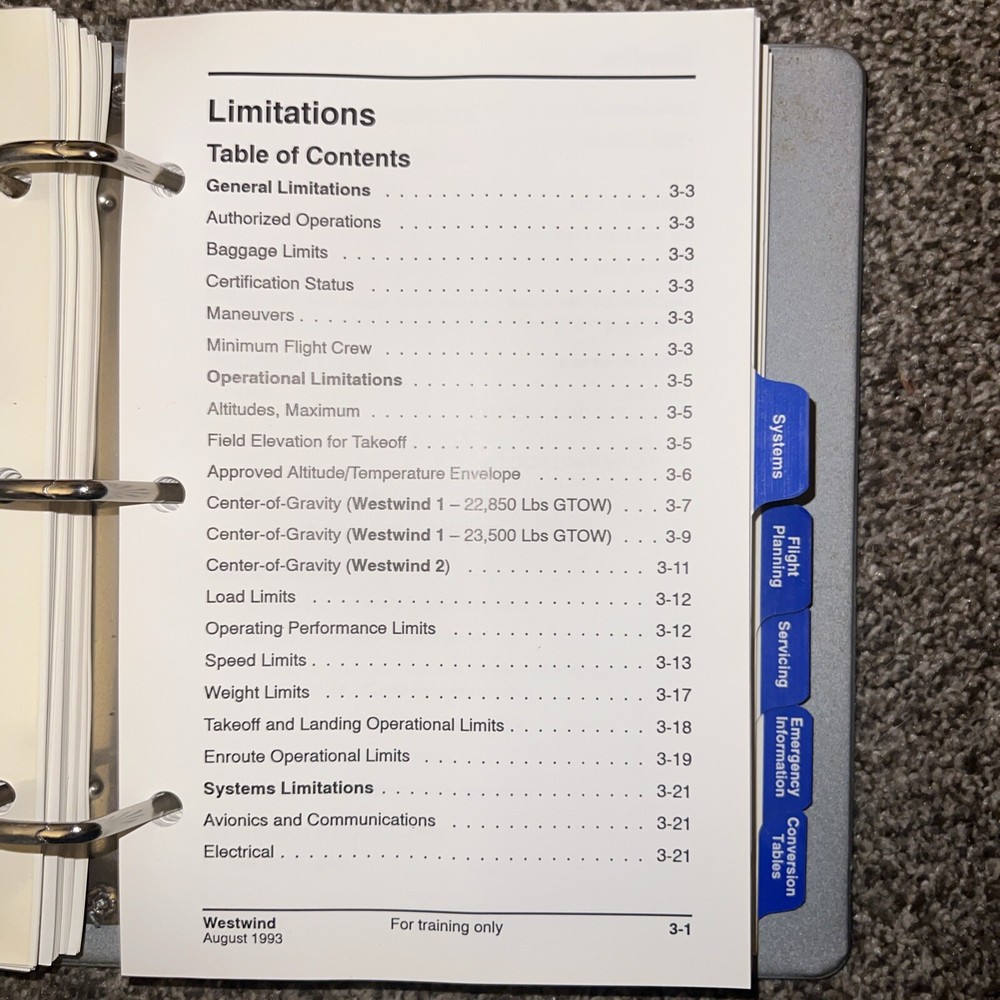 Limitations
Table of Contents
General Limitations . . . . . . . . . . . . . . . . . . . . 3-3
Authorized Operations . . . . . . . . . . . . . . . . . . . 3-3
Baggage Limits . . . . . . . . . . . . . . . . . . . . . . . 3-3
Certification Status . . . . . . . . . . . . . . . . . . . . . 3-3
Maneuvers . . . . . . . . . . . . . . . . . . . . . . . . . . 3-3
Minimum Flight Crew . . . . . . . . . . . . . . . . . . . . 3-3
Operational Limitations . . . . . . . . . . . . . . . . . . 3-5
Altitudes, Maximum . . . . . . . . . . . . . . . . . . . . . 3-5
Field Elevation for Takeoff . . . . . . . . . . . . . . . . . . 3-5
Approved Altitude/Temperature Envelope . . . . . . . . . 3-6
Center-of-Gravity (Westwind 1 – 22,850 Lbs GTOW) . . . 3-7
Center-of-Gravity (Westwind 1 – 23,500 Lbs GTOW) . . . 3-9
Center-of-Gravity (Westwind 2) . . . . . . . . . . . . . 3-11
Load Limits . . . . . . . . . . . . . . . . . . . . . . . . 3-12
Operating Performance Limits . . . . . . . . . . . . . . 3-12
Speed Limits . . . . . . . . . . . . . . . . . . . . . . . . 3-13
Weight Limits . . . . . . . . . . . . . . . . . . . . . . . 3-17
Takeoff and Landing Operational Limits . . . . . . . . . . 3-18
Enroute Operational Limits . . . . . . . . . . . . . . . . 3-19
Systems Limitations . . . . . . . . . . . . . . . . . . . 3-21
Avionics and Communications . . . . . . . . . . . . . . 3-21
Electrical . . . . . . . . . . . . . . . . . . . . . . . . . . 3-21
Westwind
August 1993
For training only
3-1
Systems
Flight
Planning
Servicing
Emergency
Information
Conversion
Tables